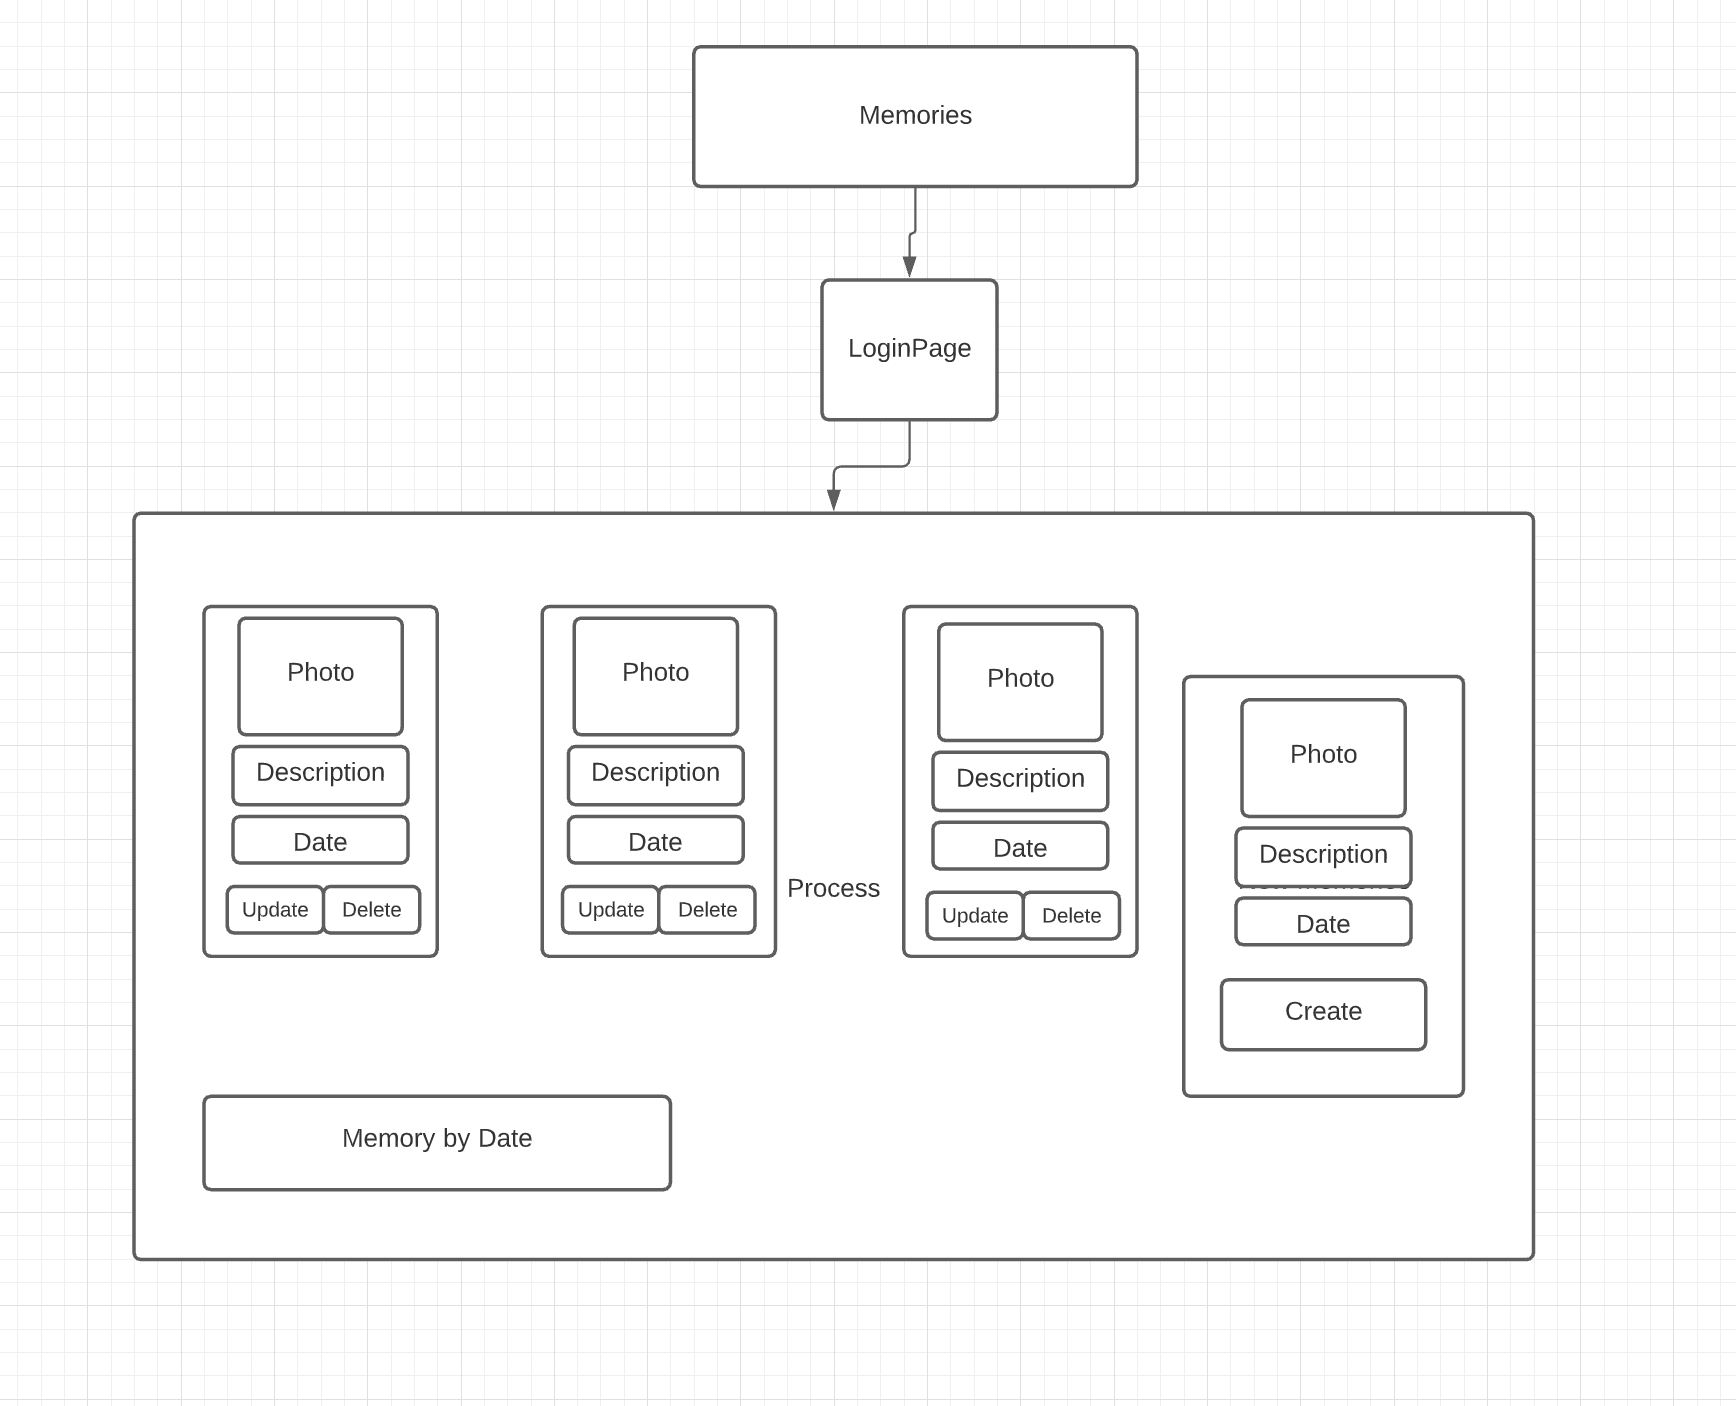 Memories
LoginPage
Photo
Description
Date
Update
Delete
Photo
Description
Date
Update
Delete
Process
Photo
Description
Date
Update
Delete
Photo
Description
Date
Create
Memory by Date